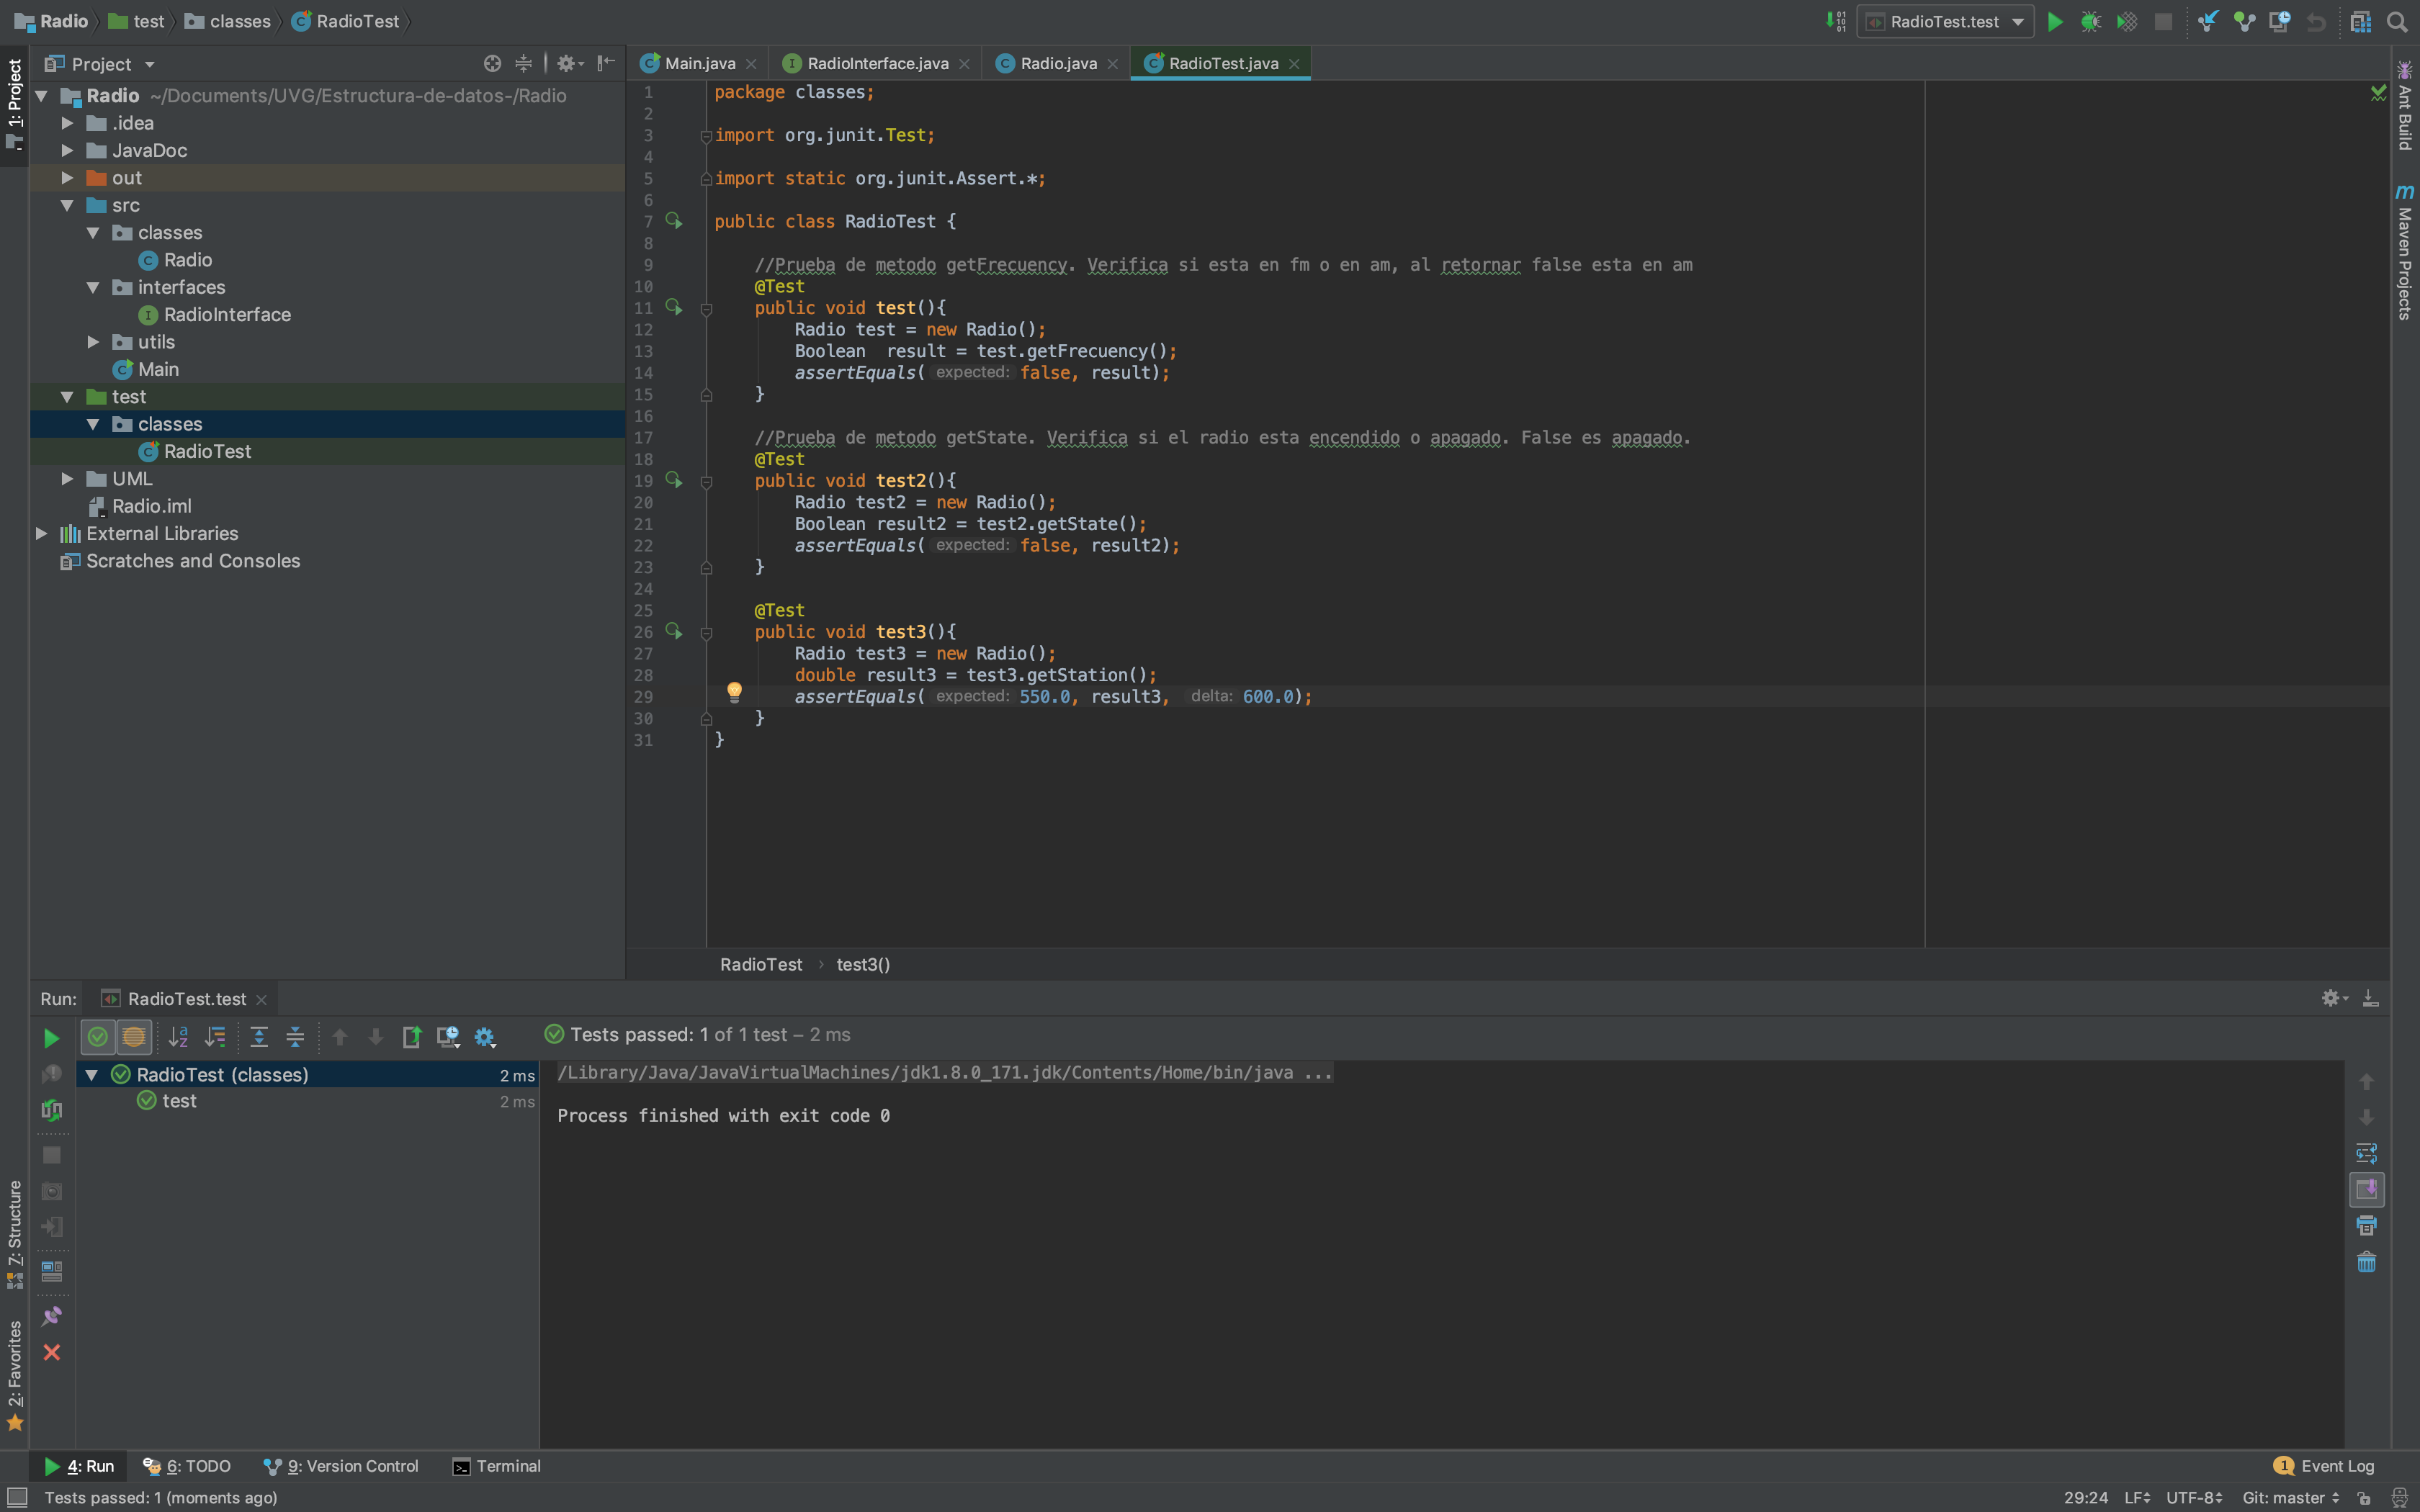 Radio test classes RadioTest
RadioTest.test
Project
Main.java RadioInterface.java Radio.java RadioTest.java
1: Project
Radio ~/Documents/UVG/Estructura-de-datos-/Radio
.idea
JavaDoc
out
src
classes
Radio
interfaces
RadioInterface
utils
Main
test
classes
RadioTest
UML
Radio.iml
External Libraries
Scratches and Consoles
1 package classes;
2
3 import org.junit.Test;
4
5 import static org.junit.Assert.*;
6
7 public class RadioTest {
8
9 //Prueba de metodo getFrecuency. Verifica si esta en fm o en am, al retornar false esta en am
10 @Test
11 public void test(){
12 Radio test = new Radio();
13 Boolean  result = test.getFrecuency();
14 assertEquals( expected: false, result);
15 }
16
17 //Prueba de metodo getState. Verifica si el radio esta encendido o apagado. False es apagado.
18 @Test
19 public void test2(){
20 Radio test2 = new Radio();
21 Boolean result2 = test2.getState();
22 assertEquals( expected: false, result2);
23 }
24
25 @Test
26 public void test3(){
27 Radio test3 = new Radio();
28 double result3 = test3.getStation();
29 assertEquals( expected: 550.0, result3, delta: 600.0);
30 }
31 }
RadioTest test3()
Ant Build
m Maven Projects
Run: RadioTest.test
Tests passed: 1 of 1 test – 2 ms
RadioTest (classes) 2 ms
test 2 ms
/Library/Java/JavaVirtualMachines/jdk1.8.0_171.jdk/Contents/Home/bin/java ...
Process finished with exit code 0
7: Structure
2: Favorites
4: Run 6: TODO 9: Version Control Terminal
1 Event Log
Tests passed: 1 (moments ago)
29:24 LF UTF-8 Git: master